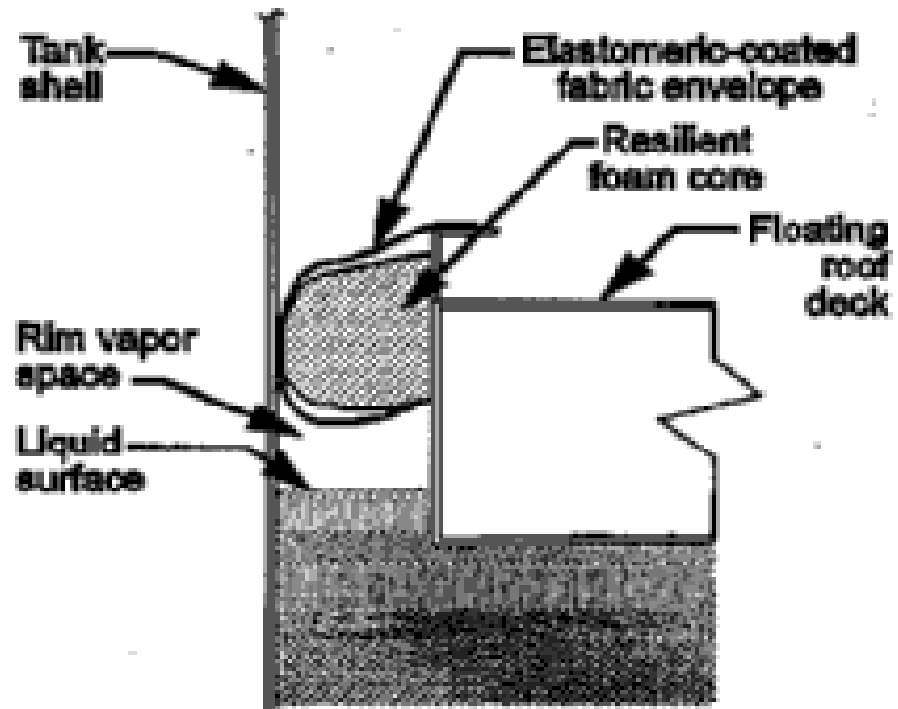 Tank
shell
Elastomeric-coated
fabric envelope
Resilient
foam core
Floating
roof
deck
Rim vapor
space
Liquid
surface